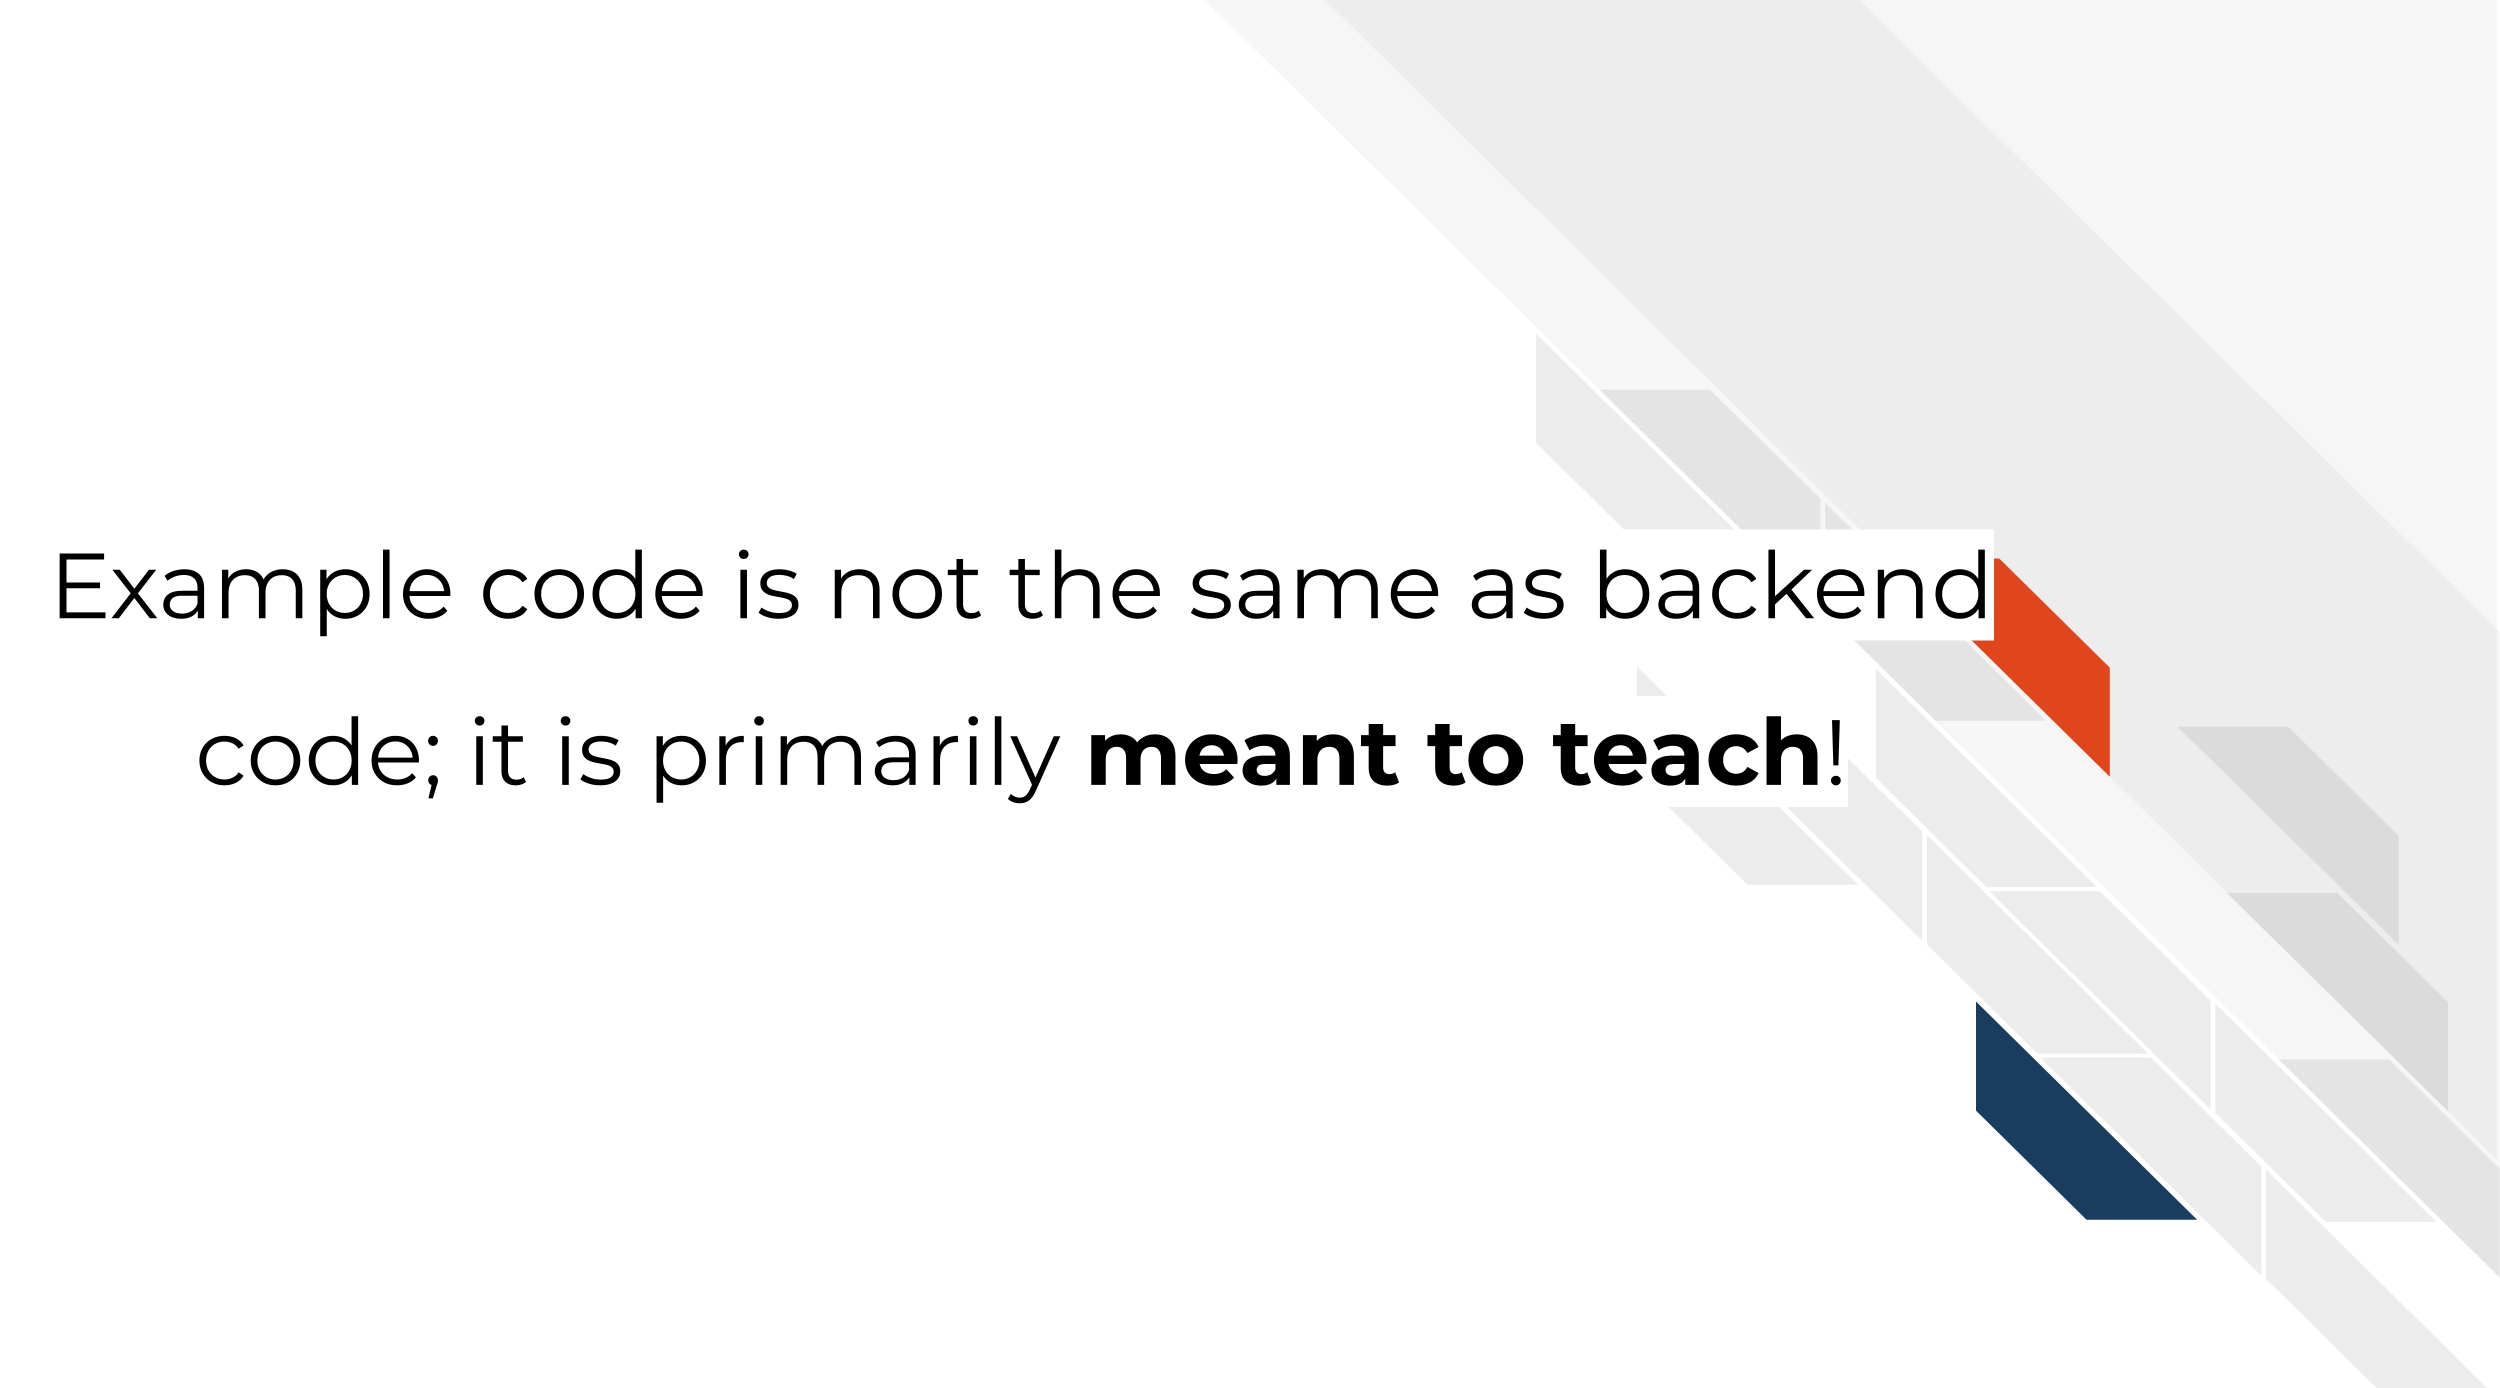 Example code is not the same as backend
code; it is primarily meant to teach!